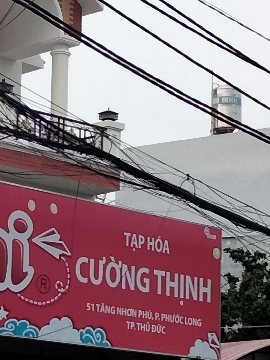 TẠP HÓA
CƯỜNG THỊNH
51 TĂNG NHƠN PHÚ, P. PHƯỚC LONG
TP. THỦ ĐỨC